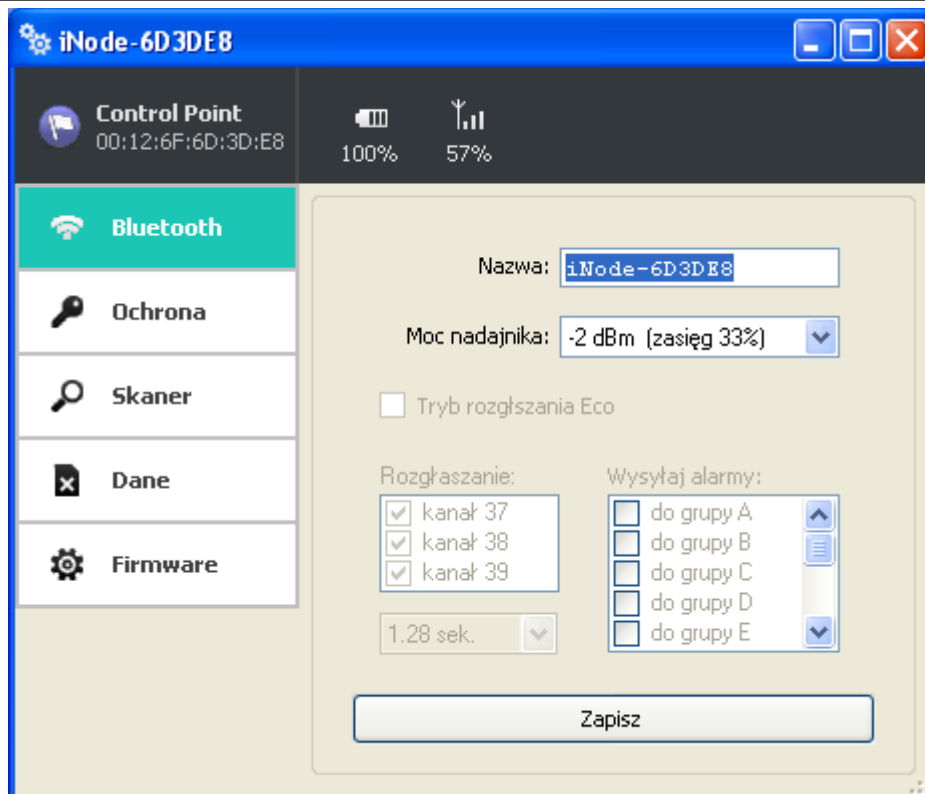 iNode-6D3DE8
Control Point
00:12:6F:6D:3D:E8
100%
57%
Bluetooth
Ochrona
Skaner
Dane
Firmware
Nazwa: iNode-6D3DE8
Moc nadajnika: -2 dBm (zasięg 33%)
Tryb rozgłszania Eco
Rozgłaszanie:
kanał 37
kanał 38
kanał 39
1.28 sek.
Wysyłaj alarmy:
do grupy A
do grupy B
do grupy C
do grupy D
do grupy E
Zapisz